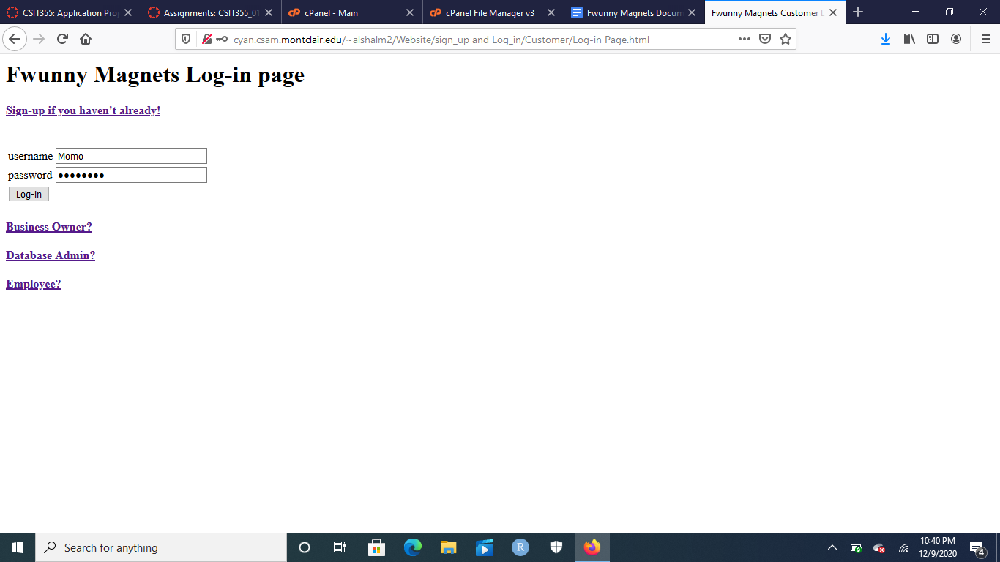 CSIT355: Application Proj
Assignments: CSIT355_01
cPanel - Main
cPanel File Manager v3
Fwunny Magnets Docum
Fwunny Magnets Customer L
cyan.csam.montclair.edu/~alshalm2/Website/sign_up and Log_in/Customer/Log-in Page.html
Fwunny Magnets Log-in page
Sign-up if you haven't already!
username Momo
password ●●●●●●●●
Log-in
Business Owner?
Database Admin?
Employee?
Search for anything
R
10:40 PM
12/9/2020
4